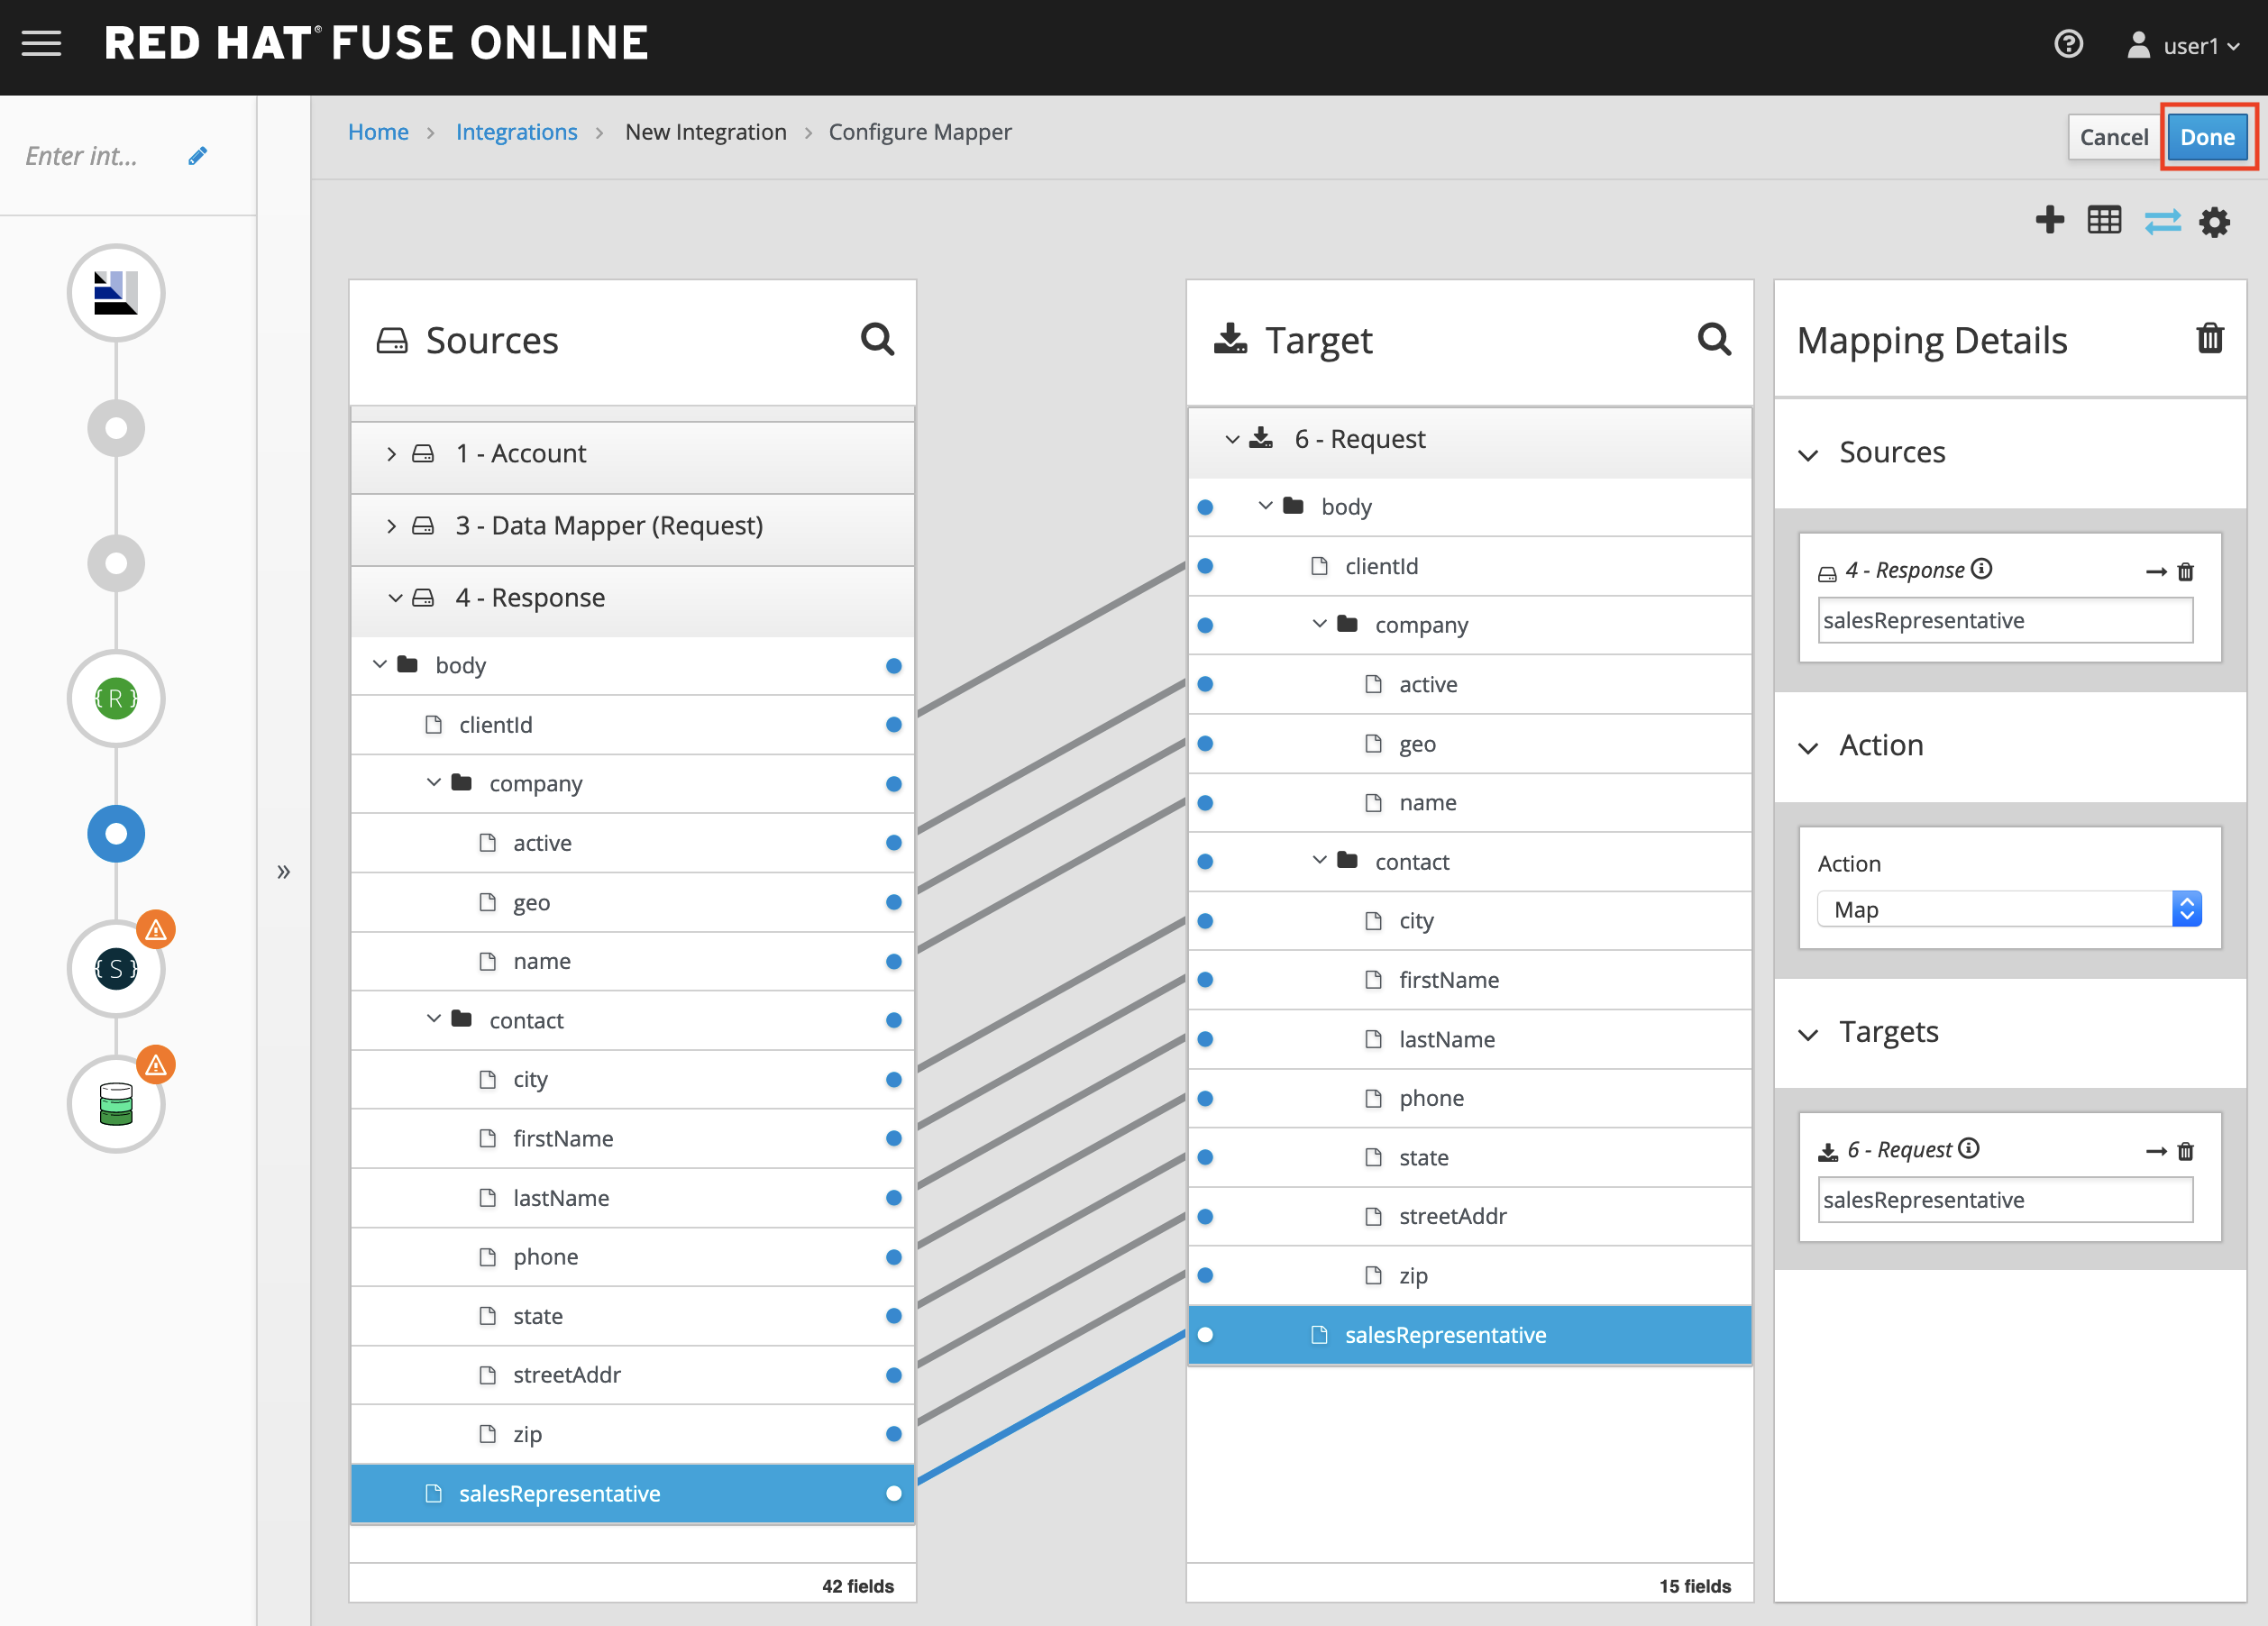 RED HAT® FUSE ONLINE
user1
Enter int...
Home > Integrations > New Integration > Configure Mapper
Cancel
Done
Sources
1 - Account
3 - Data Mapper (Request)
4 - Response
body
clientId
company
active
geo
name
contact
city
firstName
lastName
phone
state
streetAddr
zip
salesRepresentative
42 fields
Target
6 - Request
body
clientId
company
active
geo
name
contact
city
firstName
lastName
phone
state
streetAddr
zip
salesRepresentative
15 fields
Mapping Details
Sources
4 - Response
salesRepresentative
Action
Action
Map
Targets
6 - Request
salesRepresentative
{ R }
{ S }
»